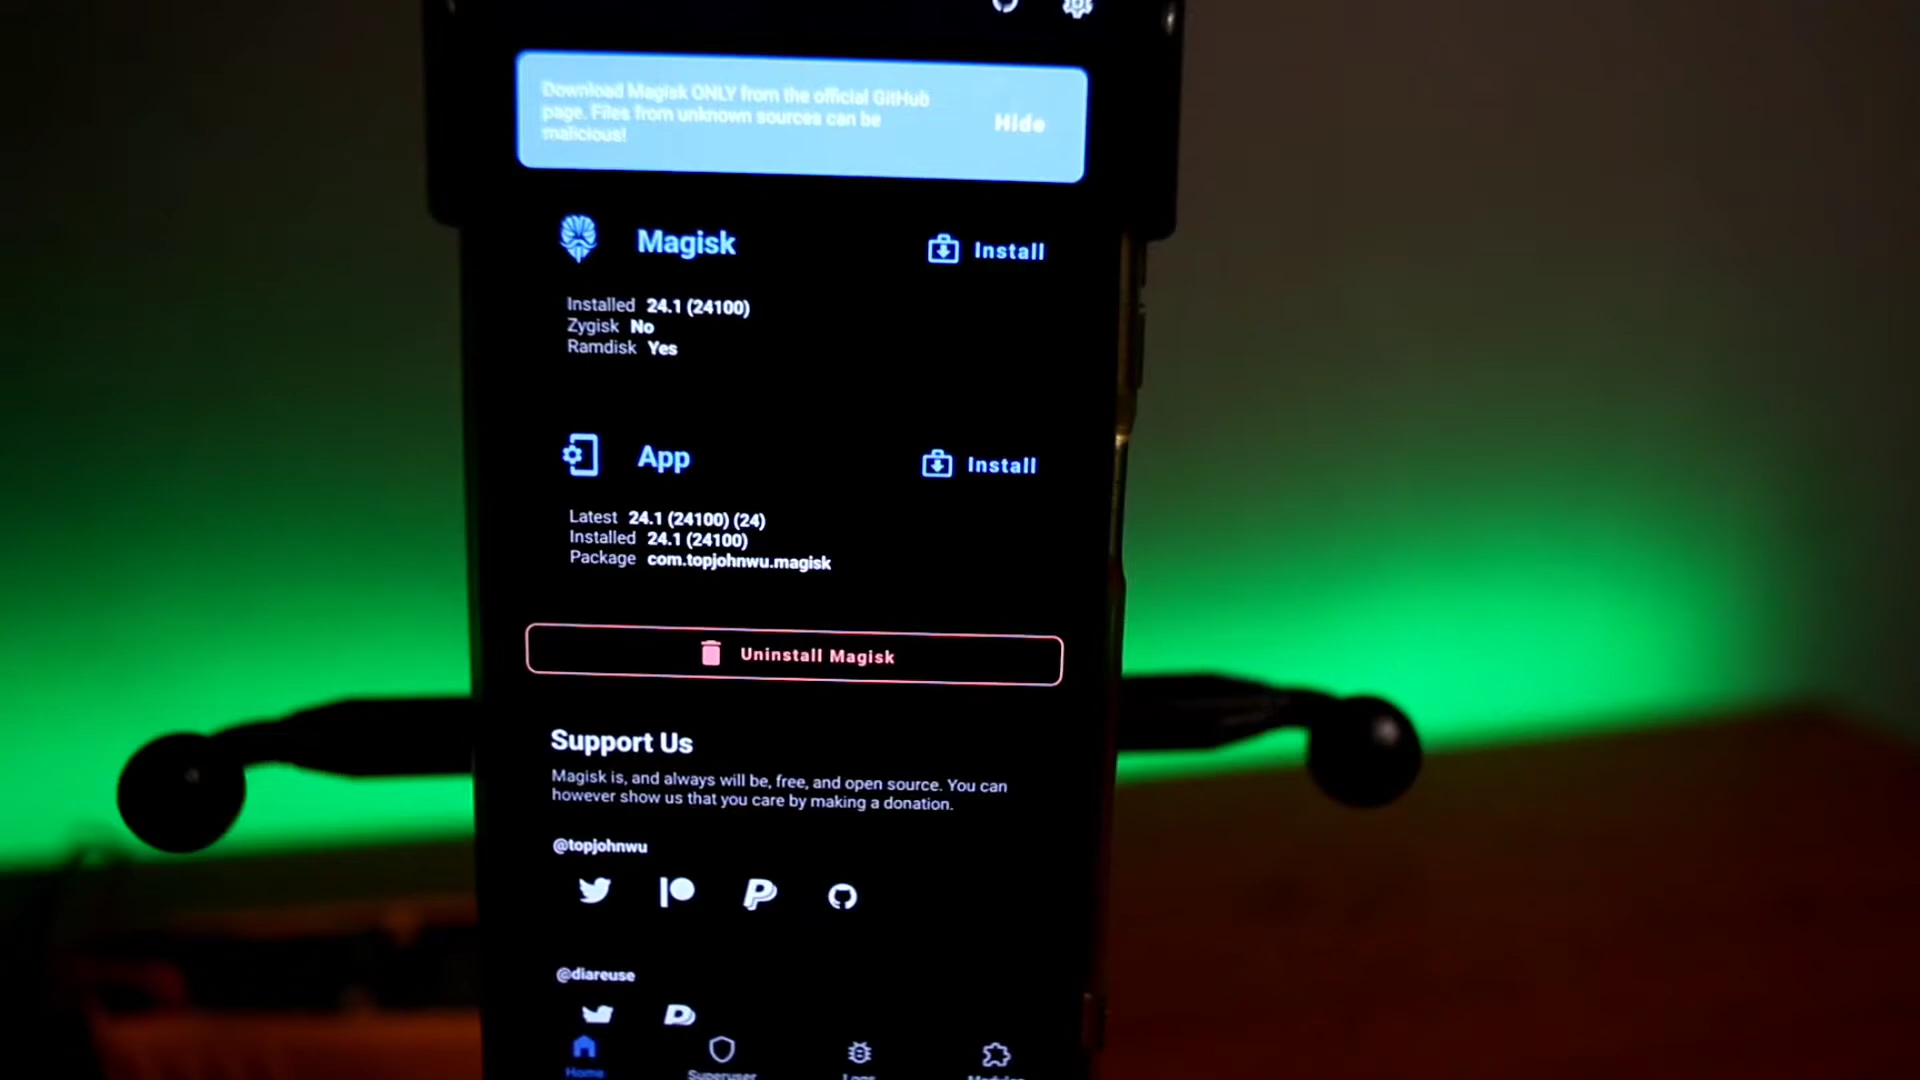 Download Magisk ONLY from the official GitHub
page. Files from unknown sources can be
malicious!
Hide
Magisk
Install
Installed 24.1 (24100)
Zygisk No
Ramdisk Yes
App
Install
Latest 24.1 (24100) (24)
Installed 24.1 (24100)
Package com.topjohnwu.magisk
Uninstall Magisk
Support Us
Magisk is, and always will be, free, and open source. You can
however show us that you care by making a donation.
@topjohnwu
@diareuse
Home
Superuser
Logs
Modules